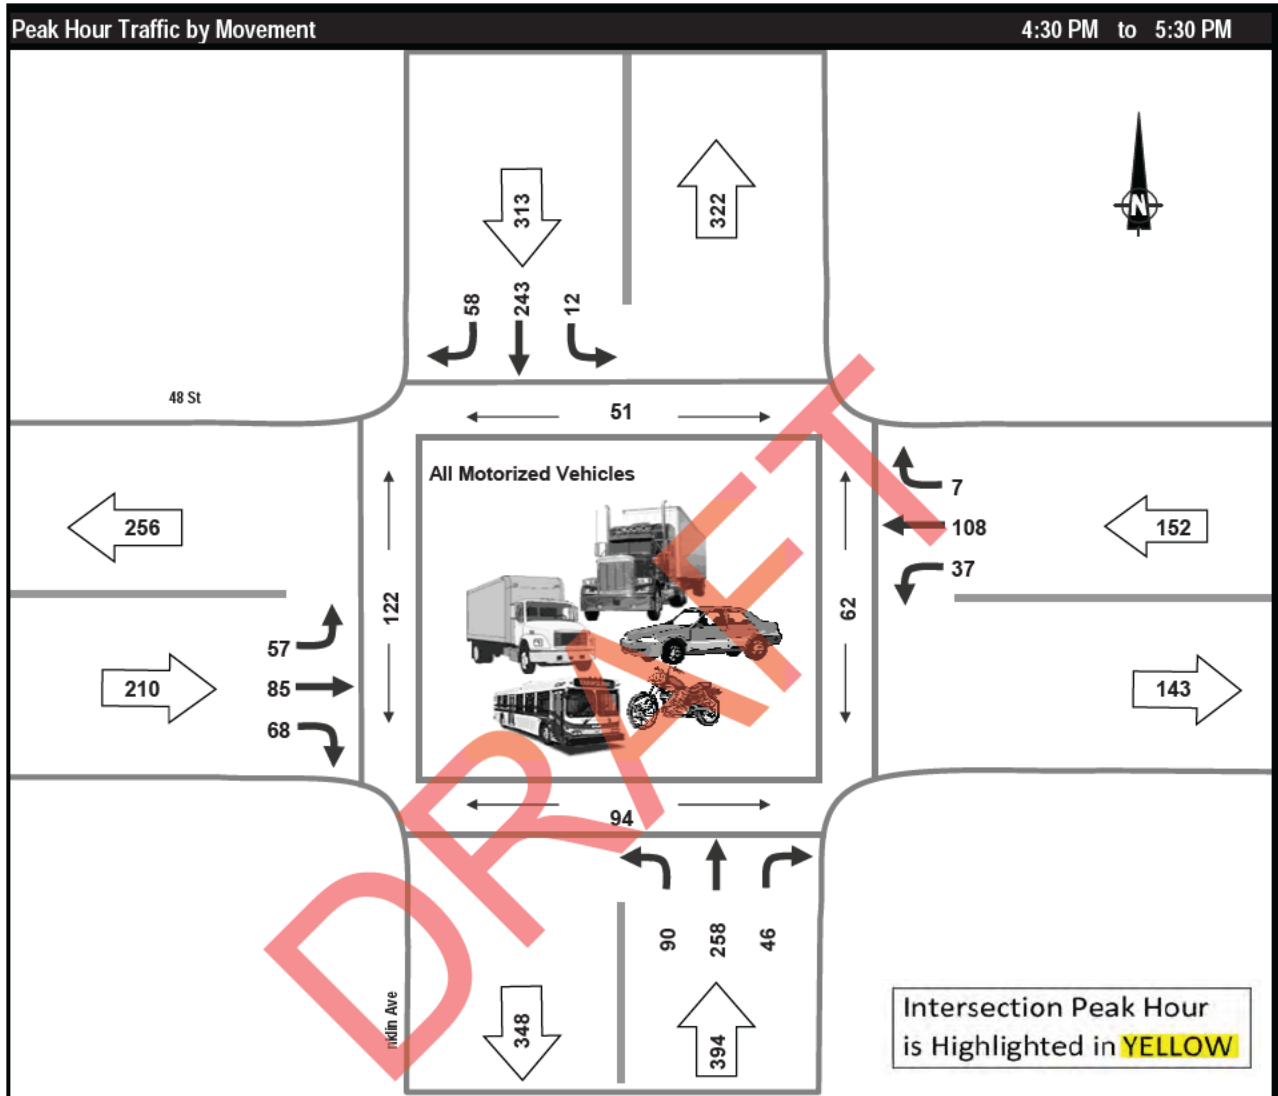 Peak Hour Traffic by Movement
4:30 PM to 5:30 PM
313
322
58
243
12
48 St
51
All Motorized Vehicles
7
256
108
152
37
122
62
57
210
85
143
68
94
90
258
46
nklin Ave
348
394
N
DRAFT
Intersection Peak Hour
is Highlighted in YELLOW